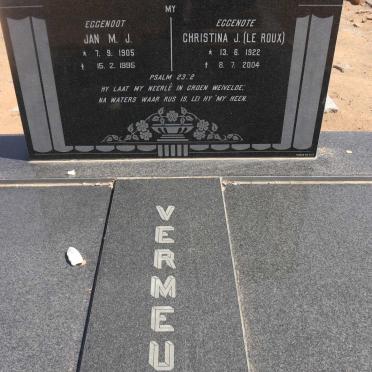 MY
EGGENOOT
JAN M. J.
* 7. 9. 1905
† 15. 2. 1995
EGGENOTE
CHRISTINA J. (LE ROUX)
* 13. 6. 1922
† 8. 7. 2004
PSALM 23:2
HY LAAT MY NEERLÊ IN GROEN WEIVELDE;
NA WATERS WAAR RUS IS, LEI HY MY HEEN.
VERMEU